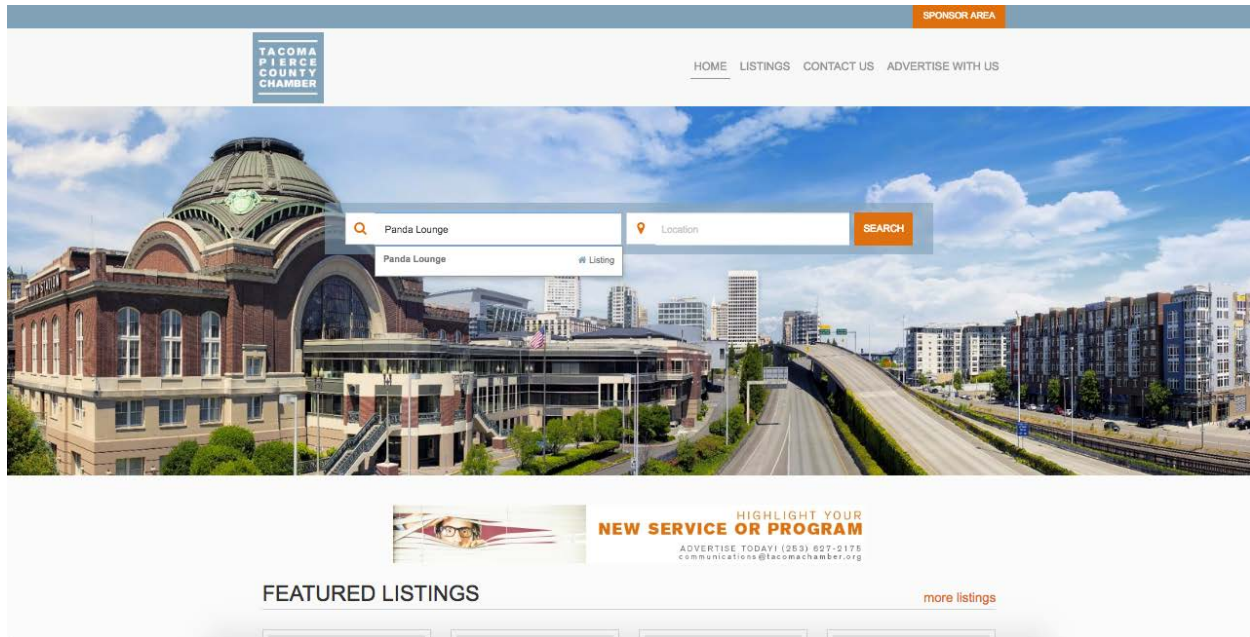 SPONSOR AREA
TACOMA
PIERCE
COUNTY
CHAMBER
HOME LISTINGS CONTACT US ADVERTISE WITH US
Panda Lounge
Location
SEARCH
Panda Lounge
Listing
HIGHLIGHT YOUR
NEW SERVICE OR PROGRAM
ADVERTISE TODAY! (253) 627-2175
communications@tacomachamber.org
FEATURED LISTINGS
more listings